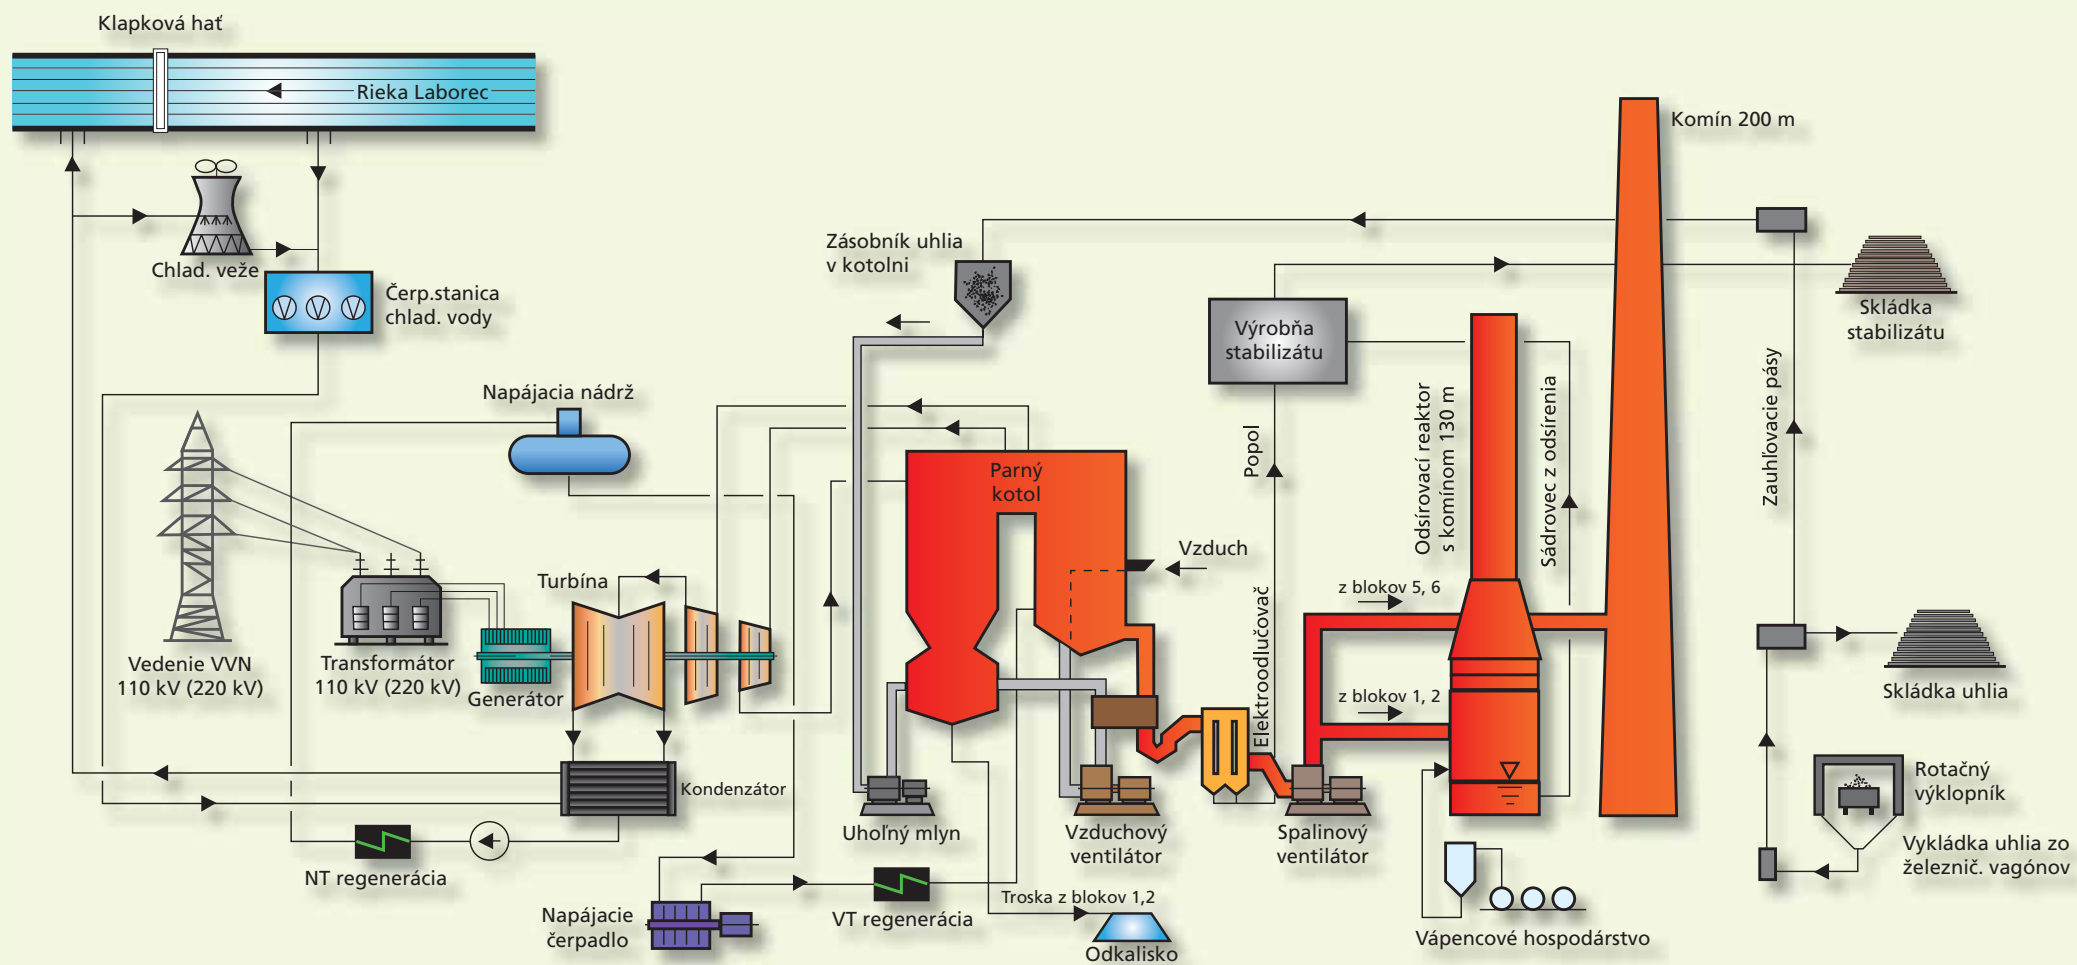 Klapková hať
Rieka Laborec
Komín 200 m
Chlad. veže
Čerp.stanica
chlad. vody
Zásobník uhlia
v kotolni
Výrobňa
stabilizátu
Skládka
stabilizátu
Napájacia nádrž
Parný
kotol
Popol
Odsírovací reaktor
s komínom 130 m
Sádrovec z odsírenia
Zauhľovacie pásy
Vzduch
Turbína
z blokov 5, 6
Elektroodlučovač
Vedenie VVN
110 kV (220 kV)
Transformátor
110 kV (220 kV)
Generátor
z blokov 1, 2
Skládka uhlia
Kondenzátor
Uhoľný mlyn
Vzduchový
ventilátor
Spalinový
ventilátor
Rotačný
výklopník
Vykládka uhlia zo
železnič. vagónov
NT regenerácia
Napájacie
čerpadlo
VT regenerácia
Troska z blokov 1,2
Odkalisko
Vápencové hospodárstvo